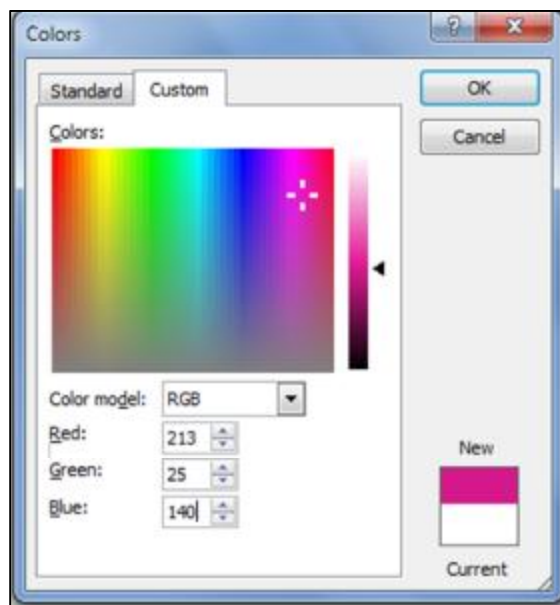 Colors
?
Standard Custom
OK
Cancel
Colors:
Color model: RGB
Red: 213
Green: 25
Blue: 140
New
Current